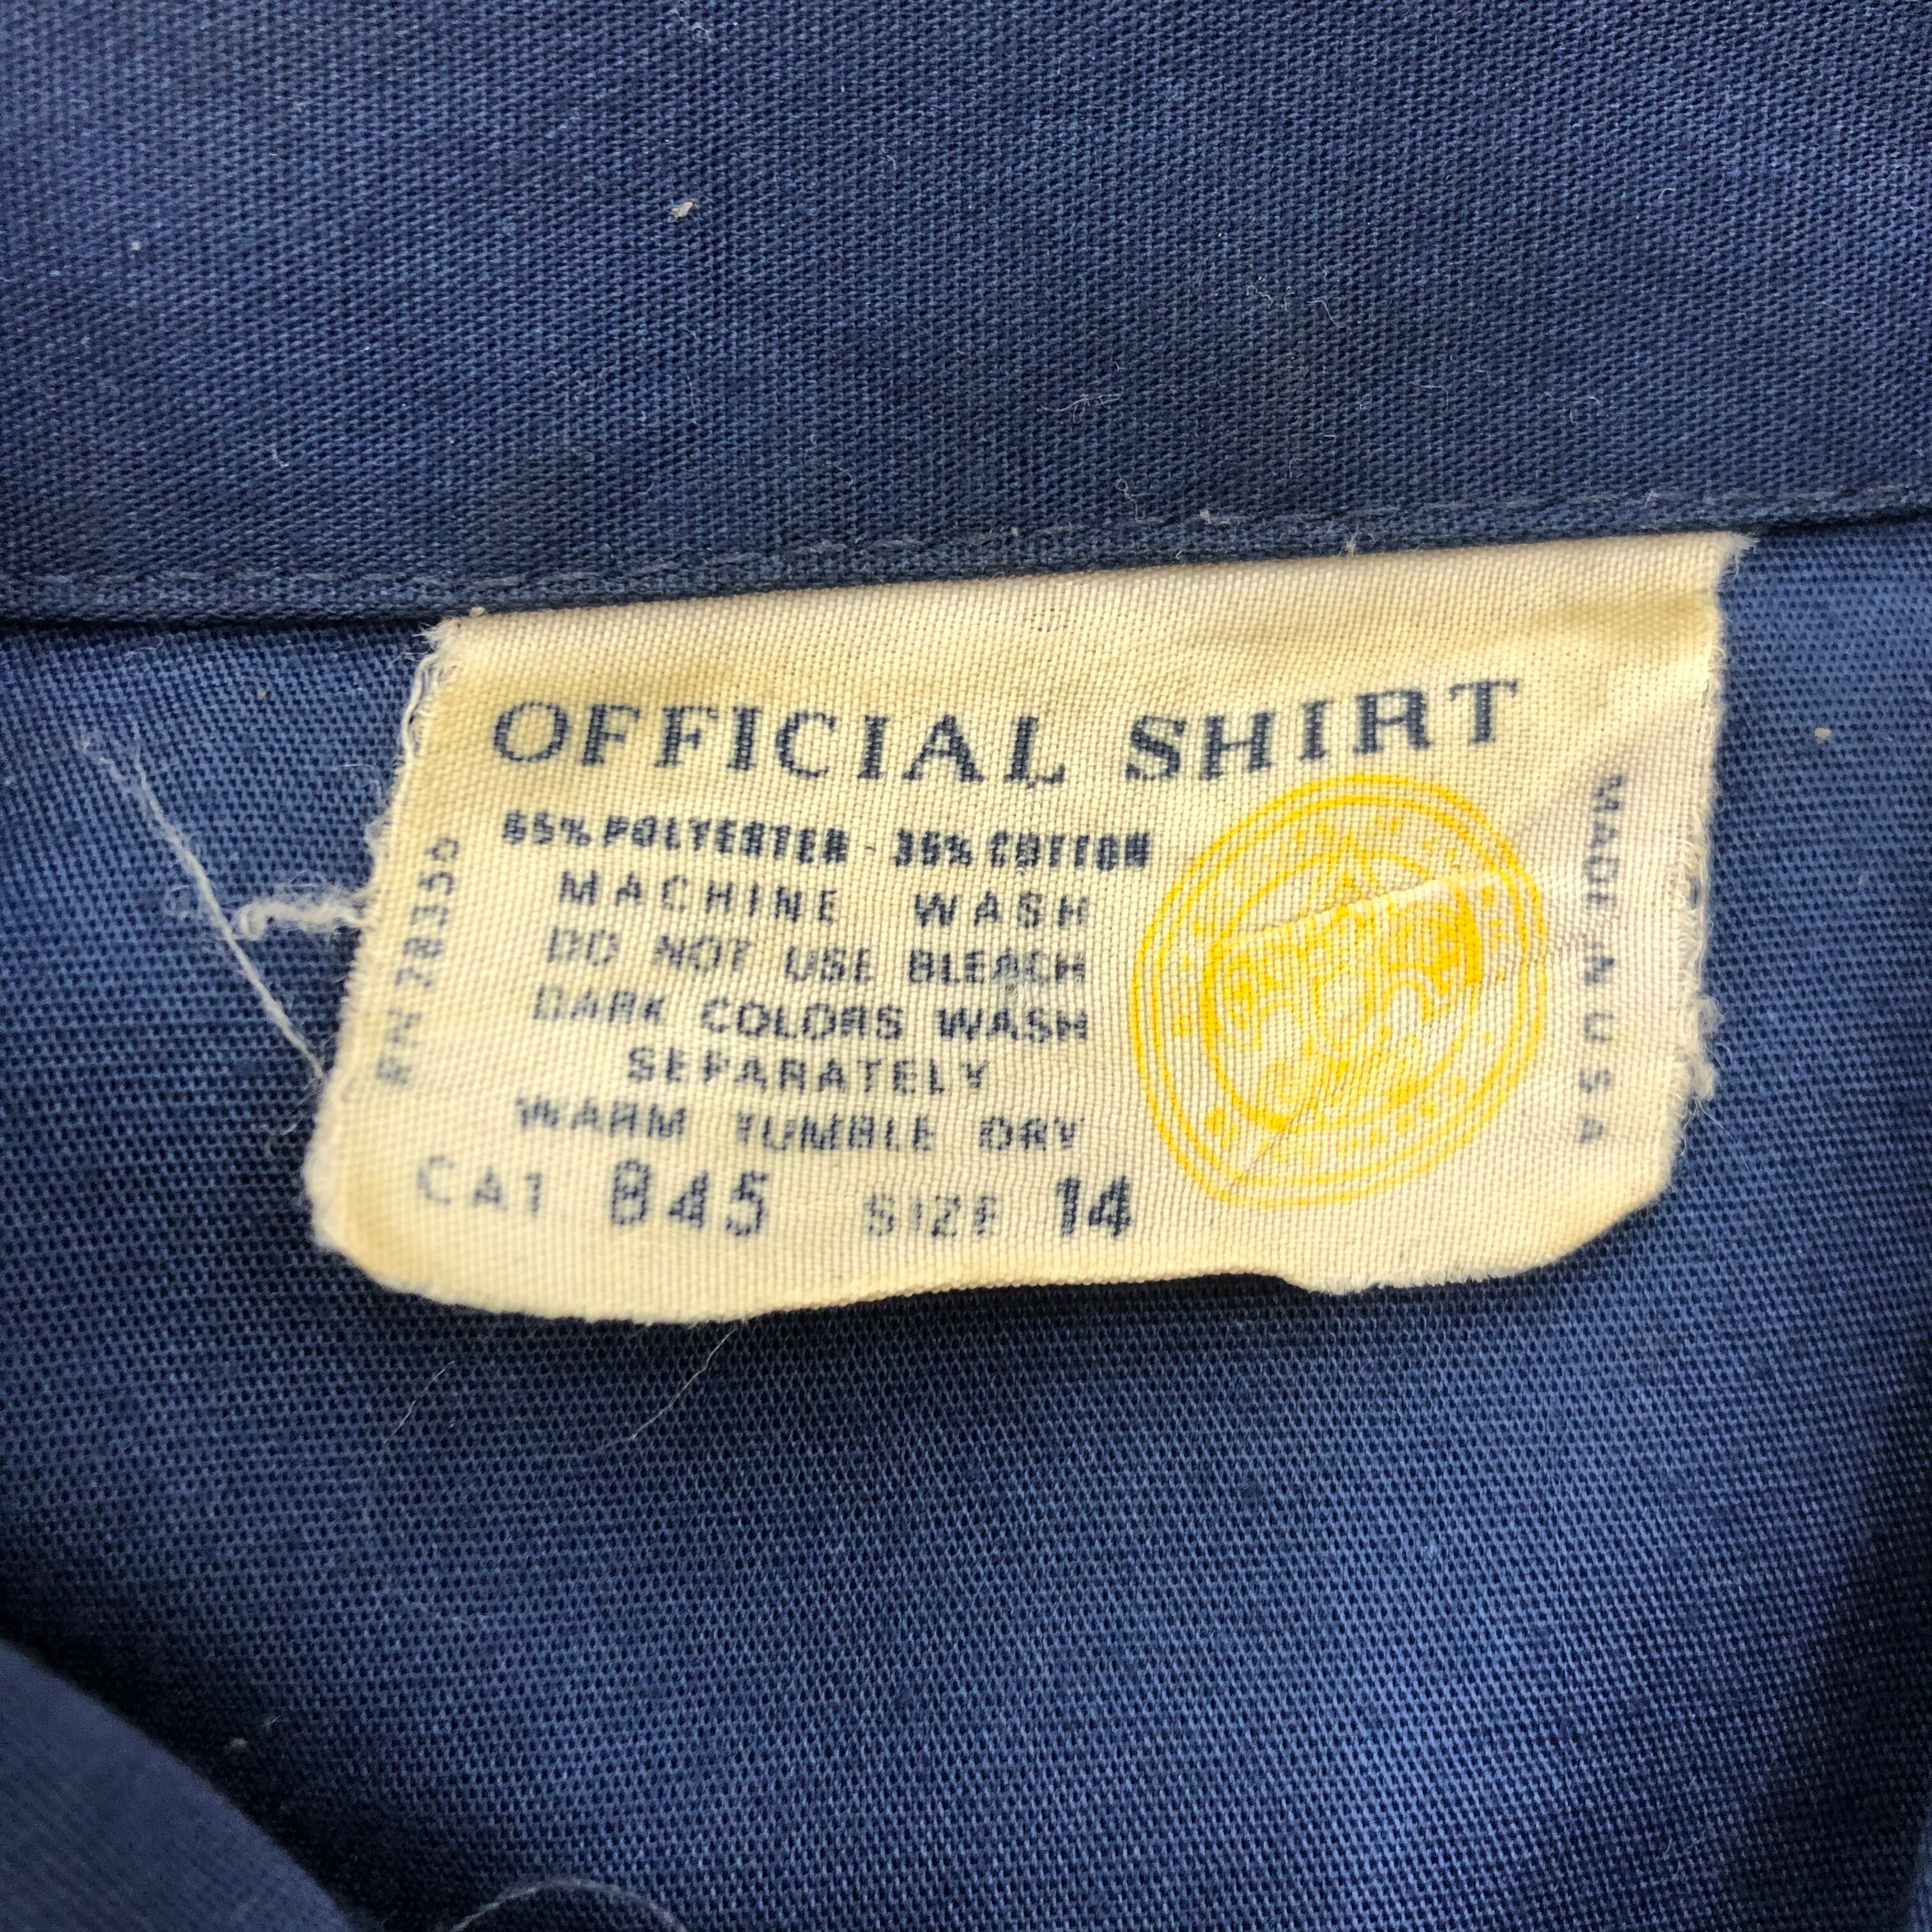 OFFICIAL SHIRT
65% POLYESTER - 35% COTTON
MACHINE WASH
DO NOT USE BLEACH
DARK COLORS WASH
SEPARATELY
WARM TUMBLE DRY
CAT 845 SIZE 14
RN 28350
MADE IN USA